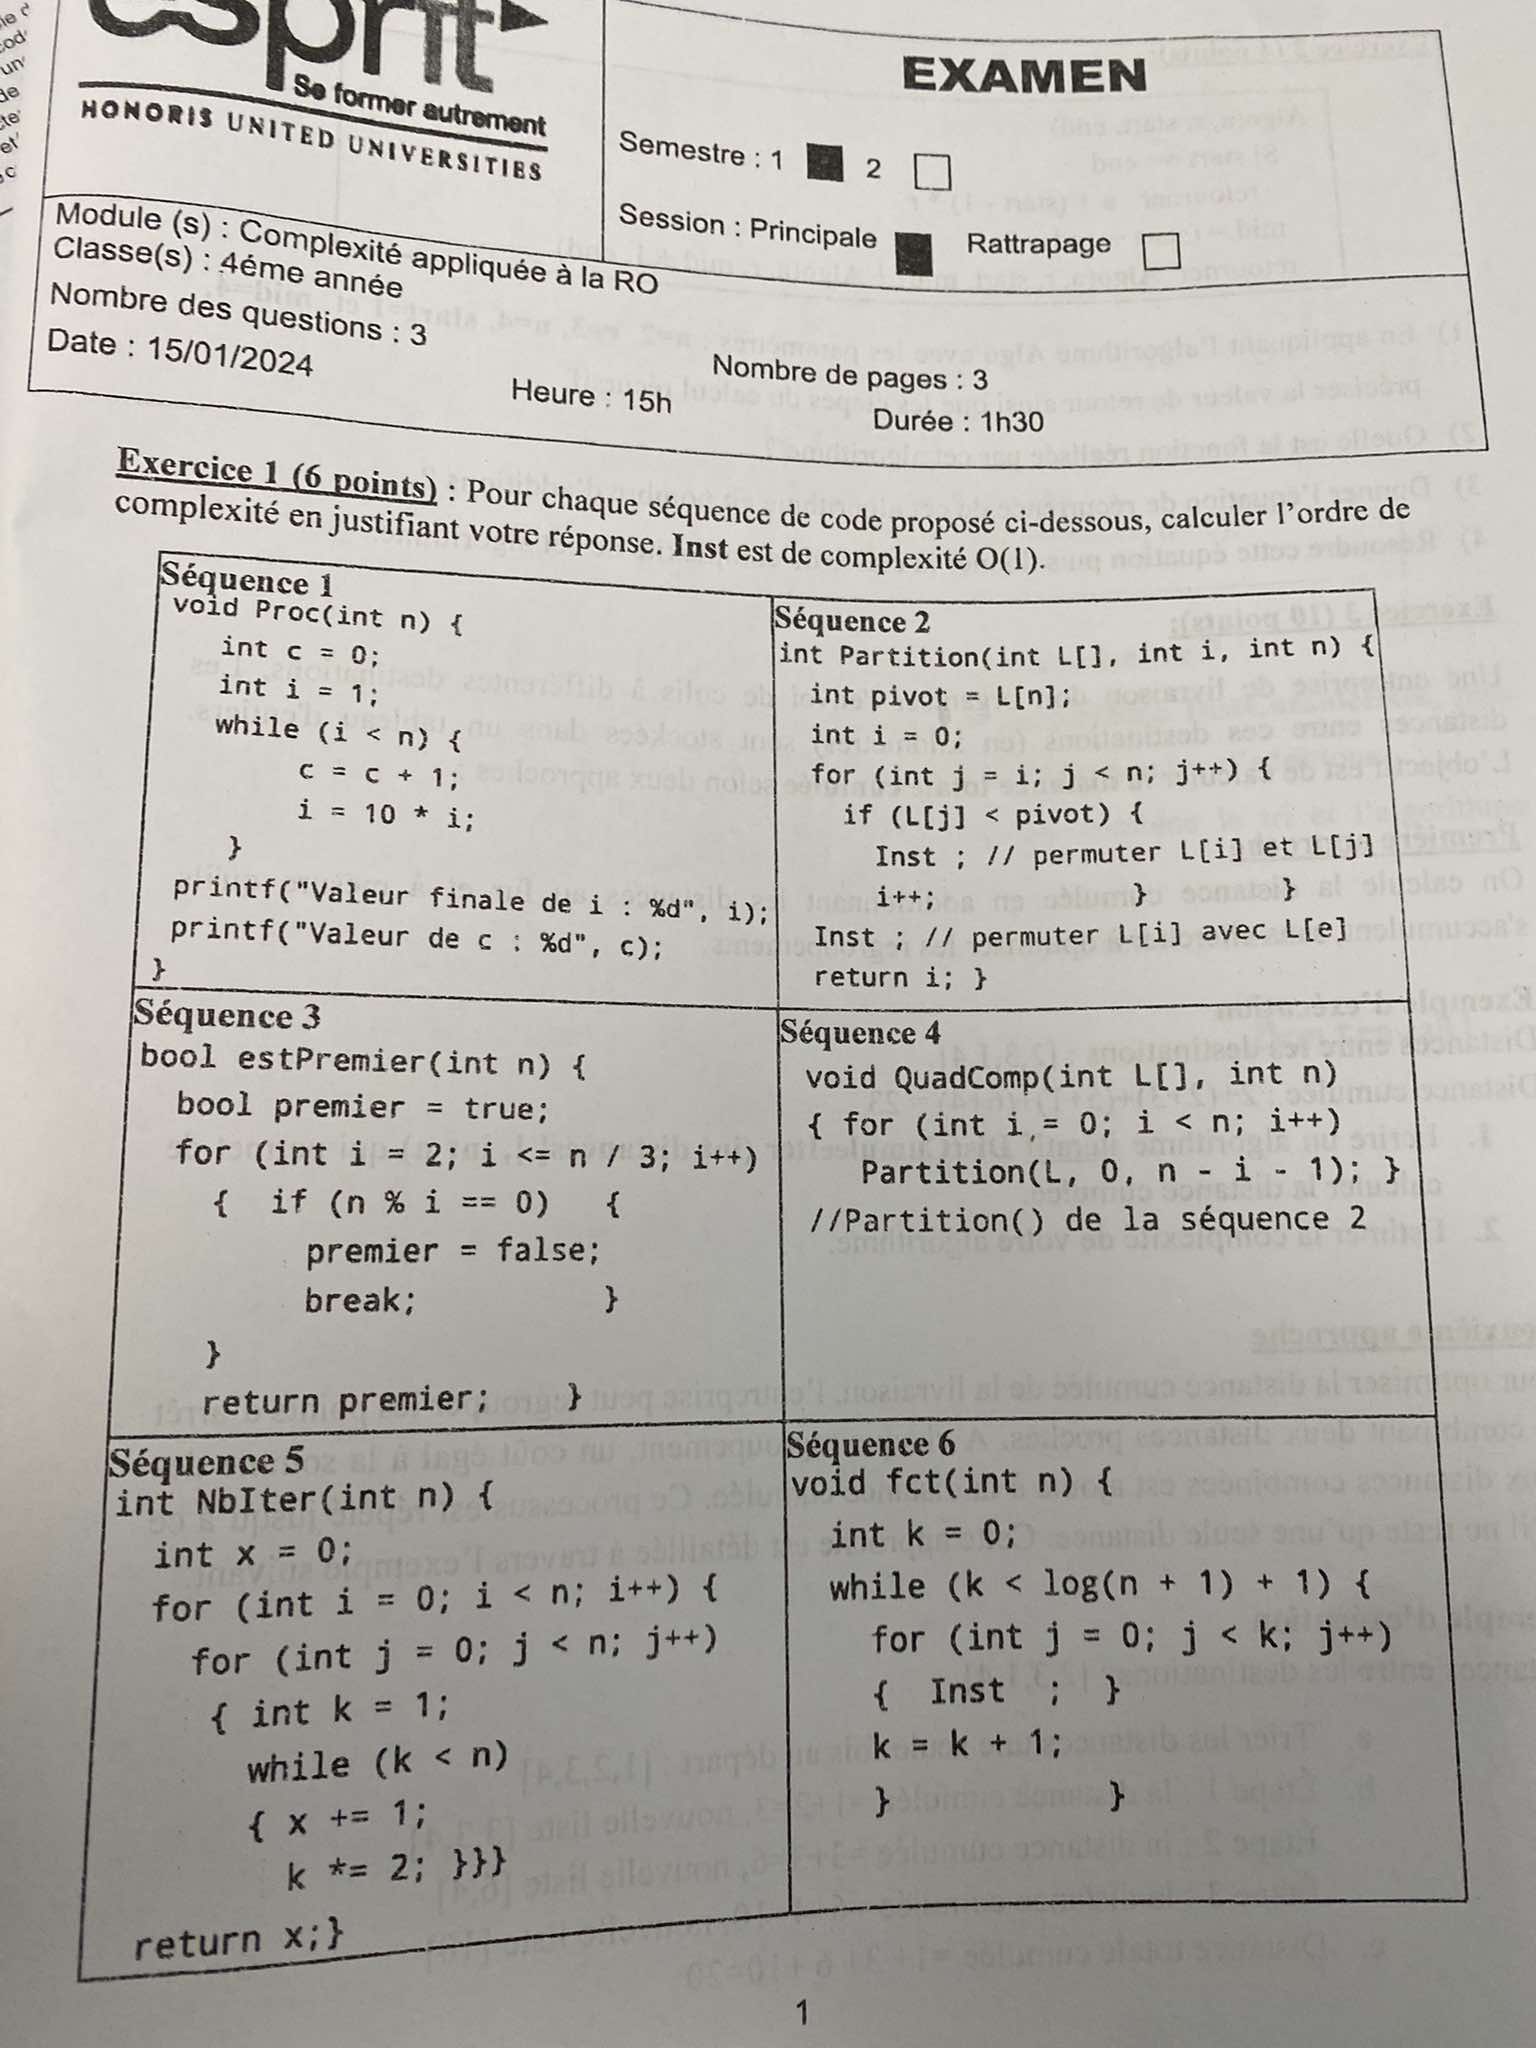 esprit
Se former autrement
HONORIS UNITED UNIVERSITIES
EXAMEN
Semestre : 1 2
Session : Principale Rattrapage
Module (s) : Complexité appliquée à la RO
Classe(s) : 4éme année
Nombre des questions : 3
Nombre de pages : 3
Date : 15/01/2024
Heure : 15h
Durée : 1h30
Exercice 1 (6 points) : Pour chaque séquence de code proposé ci-dessous, calculer l'ordre de
complexité en justifiant votre réponse. Inst est de complexité O(1).
Séquence 1
void Proc(int n) {
int c = 0;
int i = 1;
while (i < n) {
c = c + 1;
i = 10 * i;
}
printf("Valeur finale de i : %d", i);
printf("Valeur de c : %d", c);
}
Séquence 2
int Partition(int L[], int i, int n) {
int pivot = L[n];
int i = 0;
for (int j = i; j < n; j++) {
if (L[j] < pivot) {
Inst ; // permuter L[i] et L[j]
i++; } }
Inst ; // permuter L[i] avec L[e]
return i; }
Séquence 3
bool estPremier(int n) {
bool premier = true;
for (int i = 2; i <= n / 3; i++)
{ if (n % i == 0) {
premier = false;
break; }
}
return premier; }
Séquence 4
void QuadComp(int L[], int n)
{ for (int i = 0; i < n; i++)
Partition(L, 0, n - i - 1); }
//Partition() de la séquence 2
Séquence 5
int NbIter(int n) {
int x = 0;
for (int i = 0; i < n; i++) {
for (int j = 0; j < n; j++)
{ int k = 1;
while (k < n)
{ x += 1;
k *= 2; }}}
return x;}
Séquence 6
void fct(int n) {
int k = 0;
while (k < log(n + 1) + 1) {
for (int j = 0; j < k; j++)
{ Inst ; }
k = k + 1;
} }
1